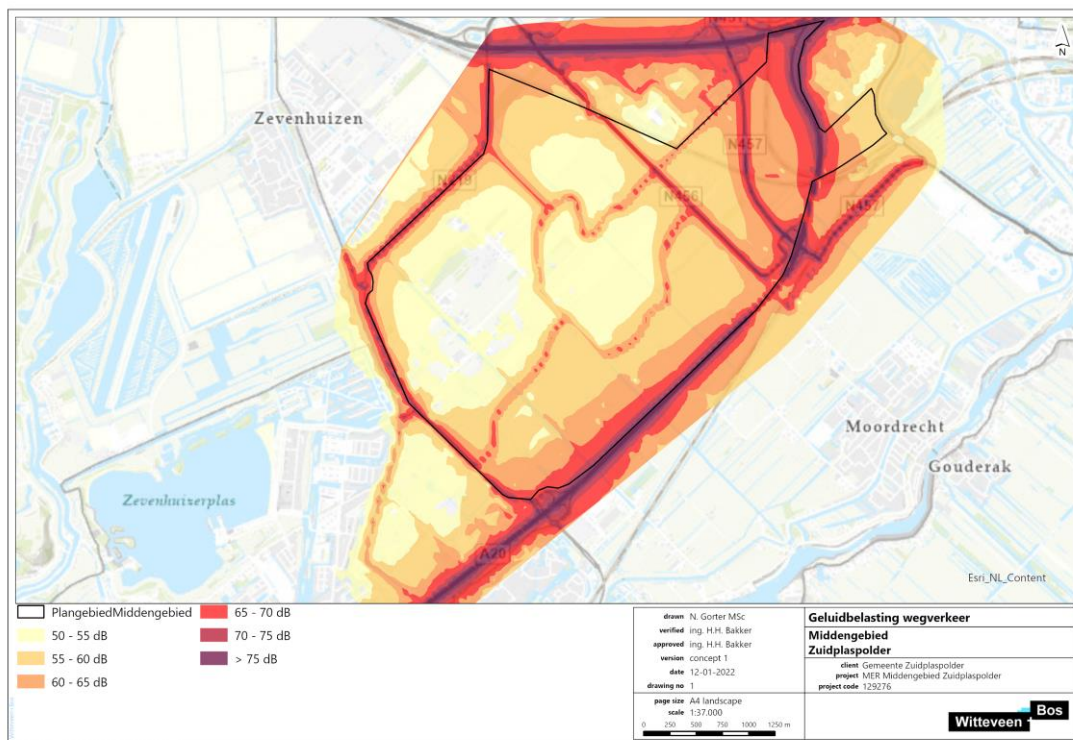 N451
Zevenhuizen
N219
N457
N456
N457
Moordrecht
Gouderak
Zevenhuizerplas
A20
Esri_NL_Content
PlangebiedMiddengebied
50 - 55 dB
55 - 60 dB
60 - 65 dB
65 - 70 dB
70 - 75 dB
> 75 dB
drawn N. Gorter MSc
verified ing. H.H. Bakker
approved ing. H.H. Bakker
version concept 1
date 12-01-2022
drawing no 1
page size A4 landscape
scale 1:37.000
0 250 500 750 1000 1250 m
Geluidbelasting wegverkeer
Middengebied
Zuidplaspolder
client Gemeente Zuidplaspolder
project MER Middengebied Zuidplaspolder
project code 129276
Witteveen +
Bos
N